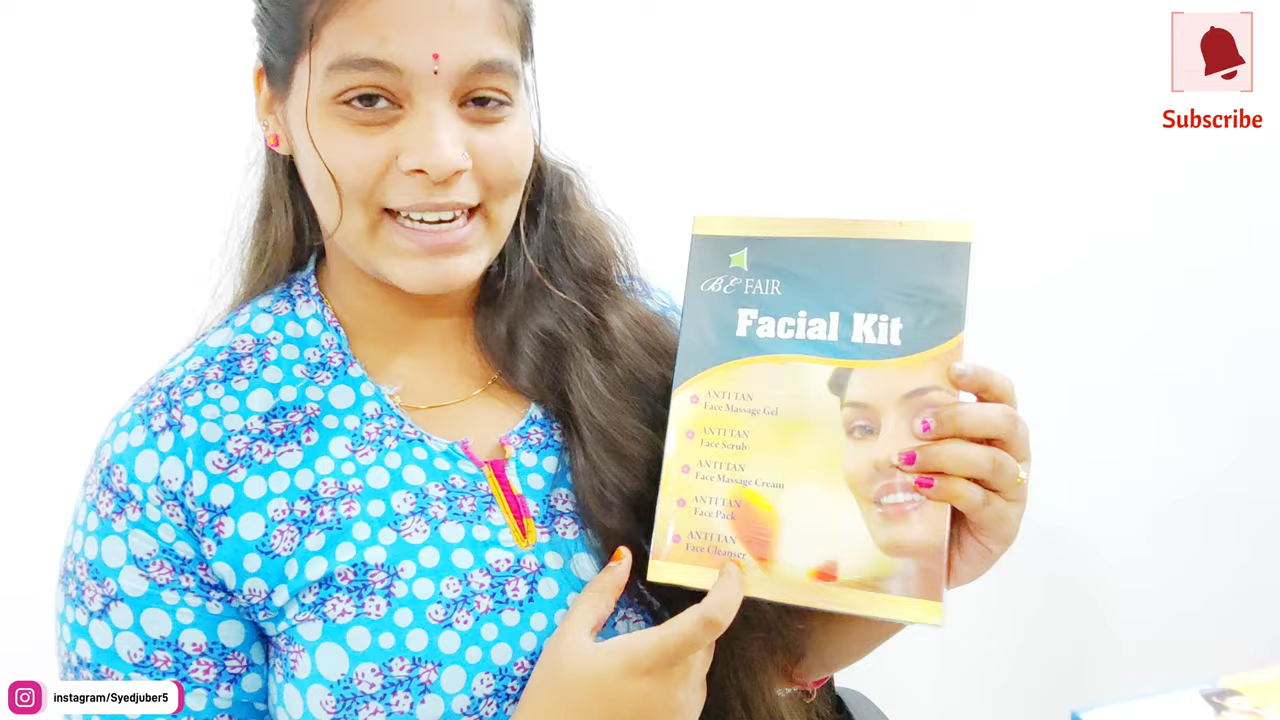 Subscribe
BE FAIR
Facial Kit
ANTI TAN
Face Massage Gel
ANTI TAN
Face Scrub
ANTI TAN
Face Massage Cream
ANTI TAN
Face Pack
ANTI TAN
Face Cleanser
instagram/Syedjuber5